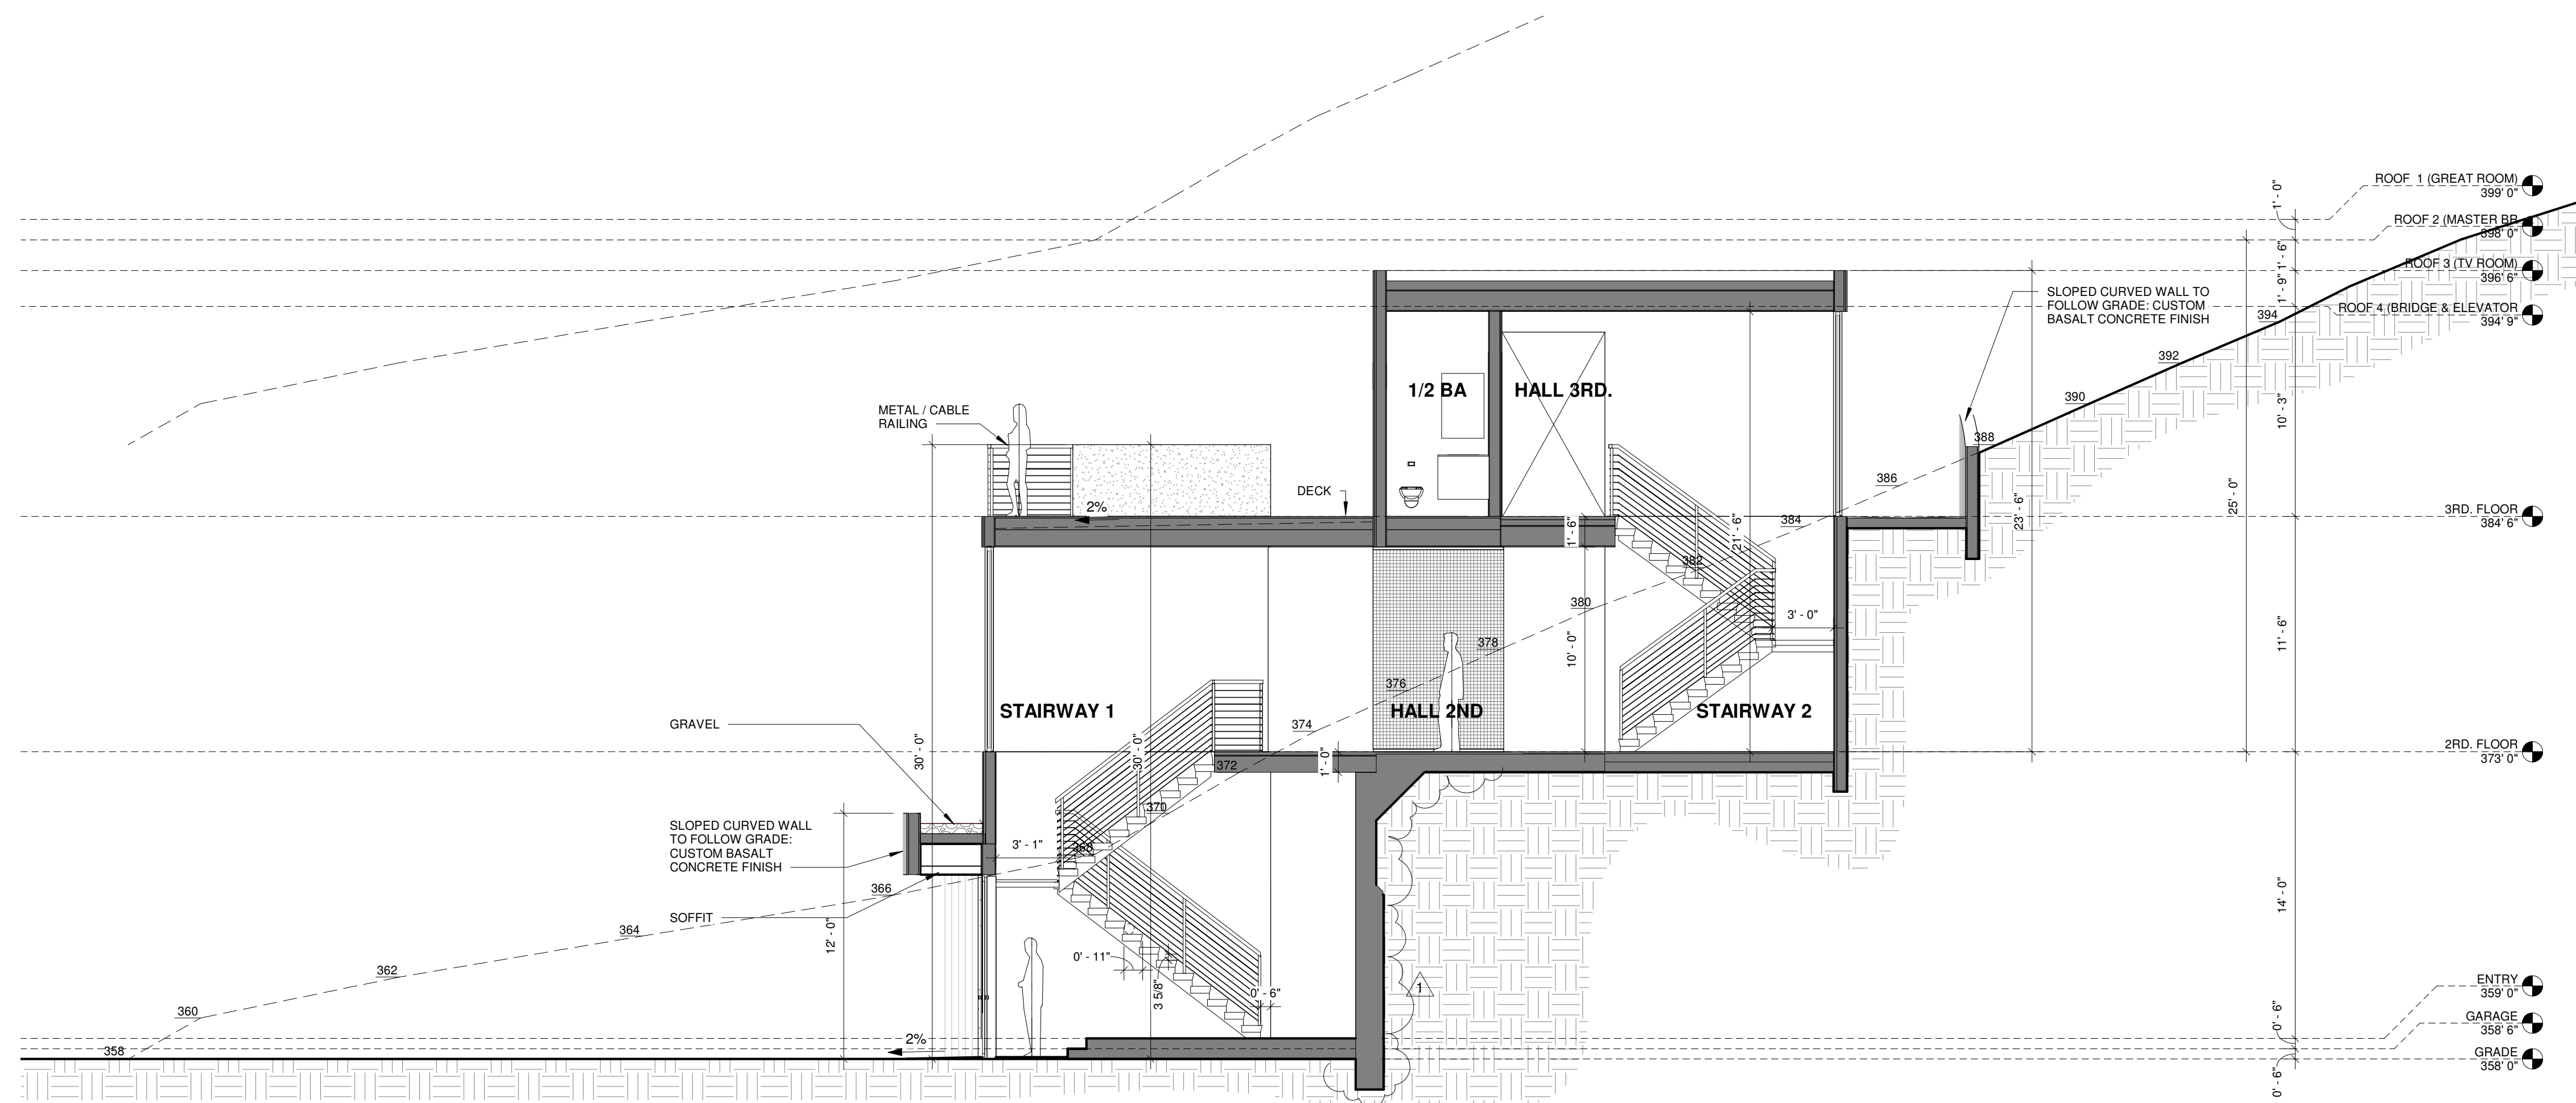 ROOF  1 (GREAT ROOM)
399' 0"
ROOF 2 (MASTER BR
398' 0"
ROOF 3 (TV ROOM)
396' 6"
ROOF 4 (BRIDGE & ELEVATOR
394' 9"
3RD. FLOOR
384' 6"
2RD. FLOOR
373' 0"
ENTRY
359' 0"
GARAGE
358' 6"
GRADE
358' 0"
1' - 0"
1' - 6"
1' - 9"
10' - 3"
11' - 6"
14' - 0"
0' - 6"
0' - 6"
25' - 0"
23' - 6"
21' - 6"
SLOPED CURVED WALL TO
FOLLOW GRADE: CUSTOM
BASALT CONCRETE FINISH
394
392
390
388
386
384
382
380
378
376
374
372
370
368
366
364
362
360
358
1/2 BA
HALL 3RD.
METAL / CABLE
RAILING
DECK
2%
1' - 6"
10' - 0"
3' - 0"
STAIRWAY 1
HALL 2ND
STAIRWAY 2
GRAVEL
30' - 0"
30' - 0"
1' - 0"
SLOPED CURVED WALL
TO FOLLOW GRADE:
CUSTOM BASALT
CONCRETE FINISH
3' - 1"
SOFFIT
12' - 0"
0' - 11"
3 5/8"
0' - 6"
1
2%